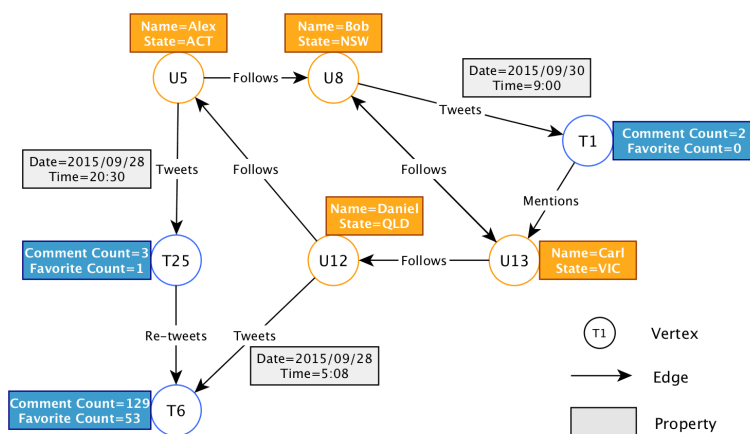 Name=Alex
State=ACT
Name=Bob
State=NSW
U5
Follows
U8
Date=2015/09/30
Time=9:00
Tweets
T1
Comment Count=2
Favorite Count=0
Date=2015/09/28
Time=20:30
Tweets
Follows
Follows
Mentions
Name=Daniel
State=QLD
Comment Count=3
Favorite Count=1
T25
U12
Follows
U13
Name=Carl
State=VIC
Re-tweets
Tweets
Date=2015/09/28
Time=5:08
Comment Count=129
Favorite Count=53
T6
T1
Vertex
Edge
Property